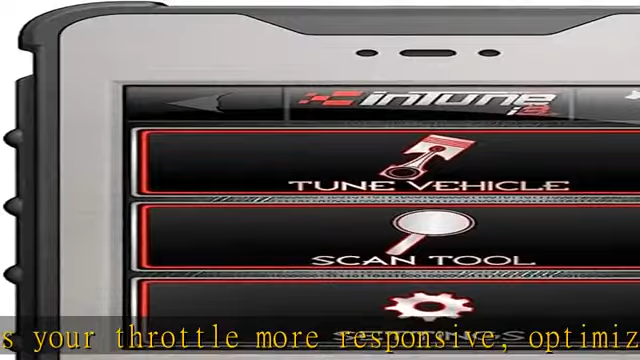 inTune
TUNE VEHICLE
SCAN TOOL
s your throttle more responsive, optimiz